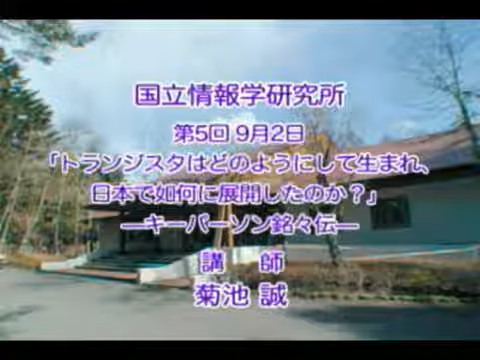 国立情報学研究所
第5回 9月2日
「トランジスタはどのようにして生まれ、
日本で如何に展開したのか?」
―キーパーソン銘々伝―
講 師
菊池 誠